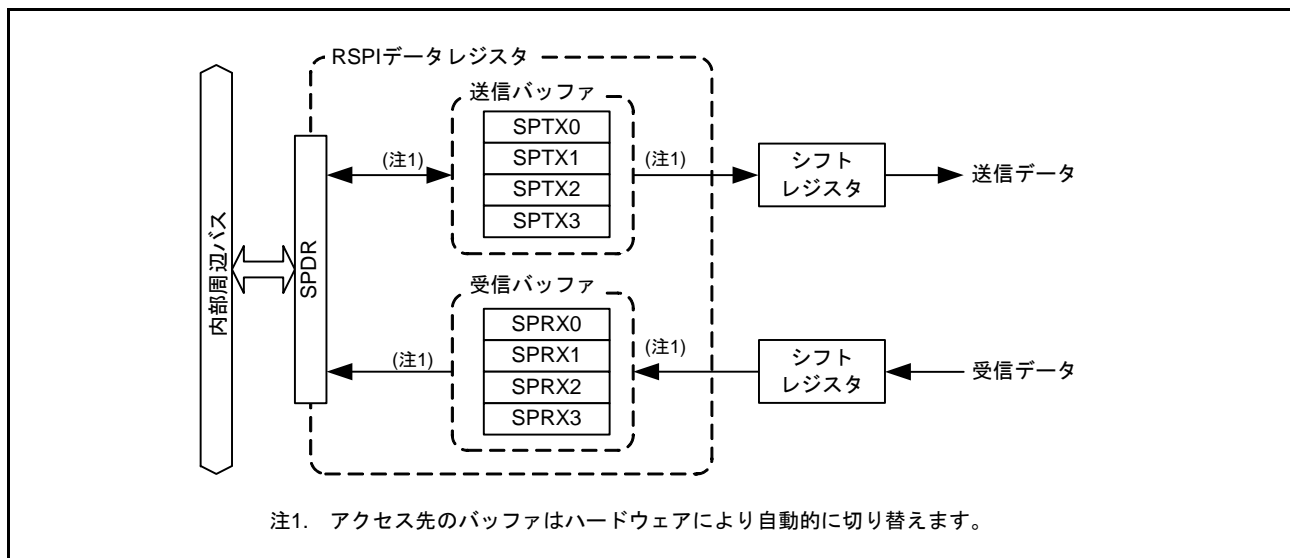 RSPIデータレジスタ
内部周辺バス
SPDR
送信バッファ
SPTX0
SPTX1
SPTX2
SPTX3
(注1)
(注1)
シフト
レジスタ
送信データ
受信バッファ
SPRX0
SPRX1
SPRX2
SPRX3
(注1)
(注1)
シフト
レジスタ
受信データ
注1. アクセス先のバッファはハードウェアにより自動的に切り替えます。